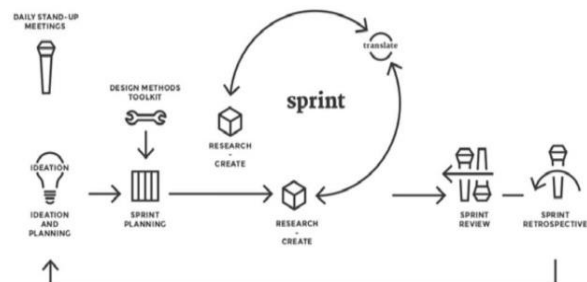 DAILY STAND-UP
MEETINGS
DESIGN METHODS
TOOLKIT
translate
sprint
RESEARCH
-
CREATE
IDEATION
IDEATION
AND
PLANNING
SPRINT
PLANNING
RESEARCH
-
CREATE
SPRINT
REVIEW
SPRINT
RETROSPECTIVE